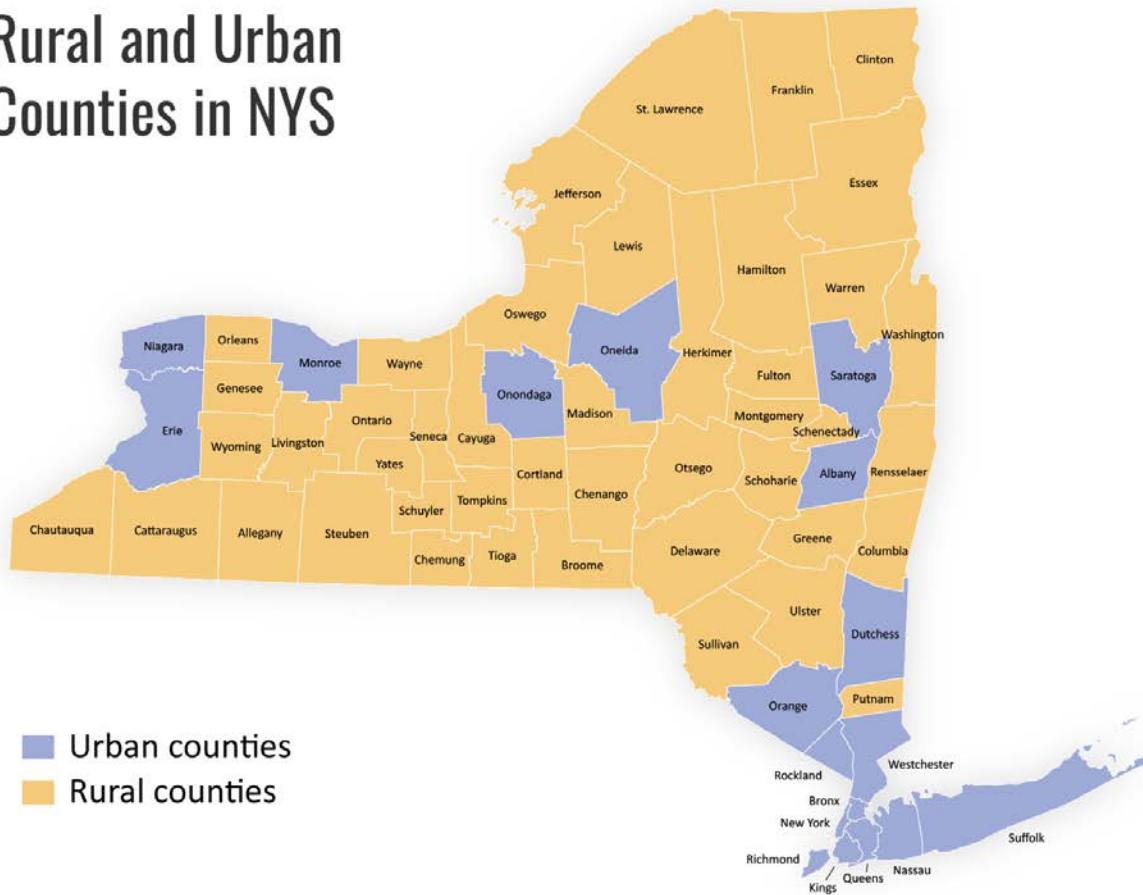 Rural and Urban
Counties in NYS
Clinton
Franklin
St. Lawrence
Essex
Jefferson
Lewis
Hamilton
Warren
Oswego
Washington
Orleans
Niagara
Oneida
Herkimer
Monroe
Wayne
Fulton
Saratoga
Genesee
Onondaga
Madison
Montgomery
Ontario
Erie
Schenectady
Seneca
Cayuga
Livingston
Wyoming
Yates
Otsego
Albany
Rensselaer
Cortland
Schoharie
Chenango
Tompkins
Schuyler
Chautauqua
Cattaraugus
Allegany
Steuben
Greene
Delaware
Columbia
Tioga
Chemung
Broome
Ulster
Dutchess
Sullivan
Putnam
Orange
Urban counties
Rural counties
Westchester
Rockland
Bronx
New York
Suffolk
Richmond
Nassau
Queens
Kings